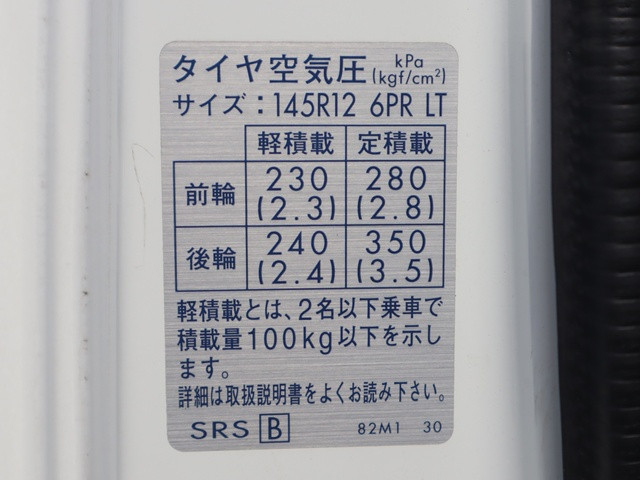 タイヤ空気圧 kPa
(kgf/cm²)
サイズ：145R12 6PR LT
軽積載 定積載
前輪 230 280
(2.3) (2.8)
後輪 240 350
(2.4) (3.5)
軽積載とは、2名以下乗車で
積載量100kg以下を示し
ます。
詳細は取扱説明書をよくお読み下さい。
SRS B 82M1 30